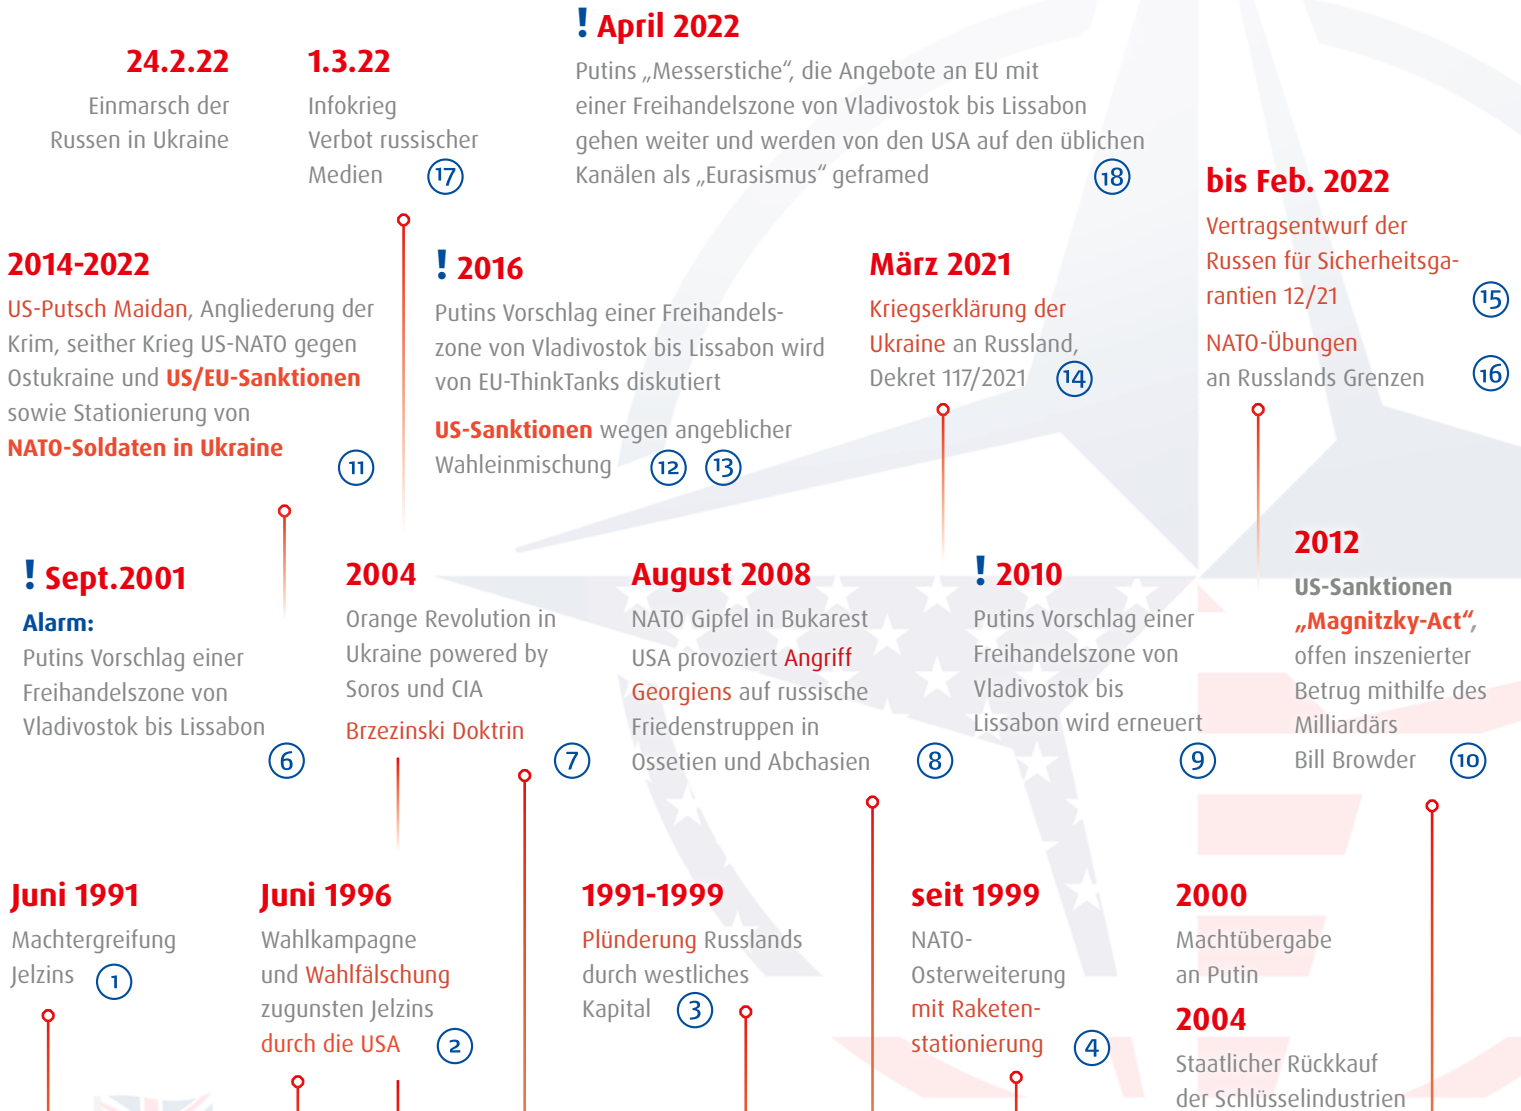 ! April 2022
Putins „Messerstiche“, die Angebote an EU mit
einer Freihandelszone von Vladivostok bis Lissabon
gehen weiter und werden von den USA auf den üblichen
Kanälen als „Eurasismus“ geframed
18
24.2.22
Einmarsch der
Russen in Ukraine
1.3.22
Infokrieg
Verbot russischer
Medien
17
bis Feb. 2022
Vertragsentwurf der
Russen für Sicherheitsga-
rantien 12/21
15
NATO-Übungen
an Russlands Grenzen
16
2014-2022
US-Putsch Maidan, Angliederung der
Krim, seither Krieg US-NATO gegen
Ostukraine und US/EU-Sanktionen
sowie Stationierung von
NATO-Soldaten in Ukraine
11
! 2016
Putins Vorschlag einer Freihandels-
zone von Vladivostok bis Lissabon wird
von EU-ThinkTanks diskutiert
US-Sanktionen wegen angeblicher
Wahleinmischung
12 13
März 2021
Kriegserklärung der
Ukraine an Russland,
Dekret 117/2021
14
! Sept.2001
Alarm:
Putins Vorschlag einer
Freihandelszone von
Vladivostok bis Lissabon
6
2004
Orange Revolution in
Ukraine powered by
Soros und CIA
Brzezinski Doktrin
7
August 2008
NATO Gipfel in Bukarest
USA provoziert Angriff
Georgiens auf russische
Friedenstruppen in
Ossetien und Abchasien
8
! 2010
Putins Vorschlag einer
Freihandelszone von
Vladivostok bis
Lissabon wird erneuert
9
2012
US-Sanktionen
„Magnitzky-Act“,
offen inszenierter
Betrug mithilfe des
Milliardärs
Bill Browder
10
Juni 1991
Machtergreifung
Jelzins
1
Juni 1996
Wahlkampagne
und Wahlfälschung
zugunsten Jelzins
durch die USA
2
1991-1999
Plünderung Russlands
durch westliches
Kapital
3
seit 1999
NATO-
Osterweiterung
mit Raketen-
stationierung
4
2000
Machtübergabe
an Putin
2004
Staatlicher Rückkauf
der Schlüsselindustrien